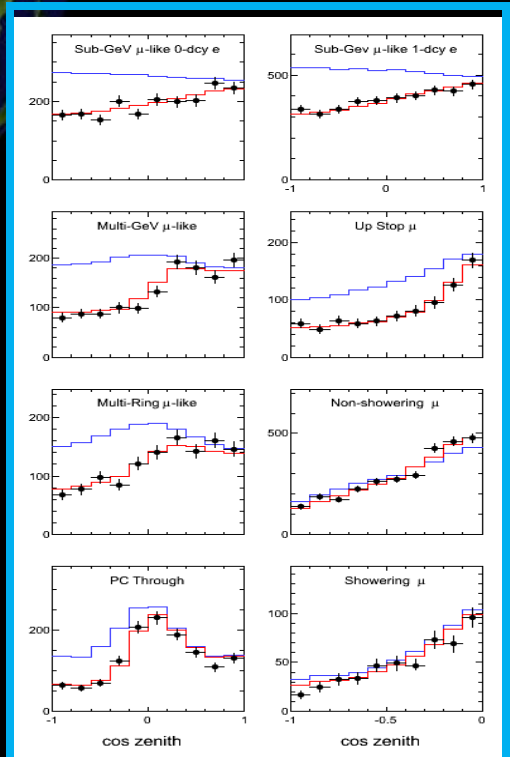 Sub-GeV μ-like 0-dcy e
200
0
Sub-Gev μ-like 1-dcy e
500
0
-1
0
1
Multi-GeV μ-like
200
100
0
Up Stop μ
200
100
0
Multi-Ring μ-like
200
100
0
Non-showering μ
500
0
PC Through
200
0
-1
0
1
cos zenith
Showering μ
100
50
0
-1
-0.5
0
cos zenith